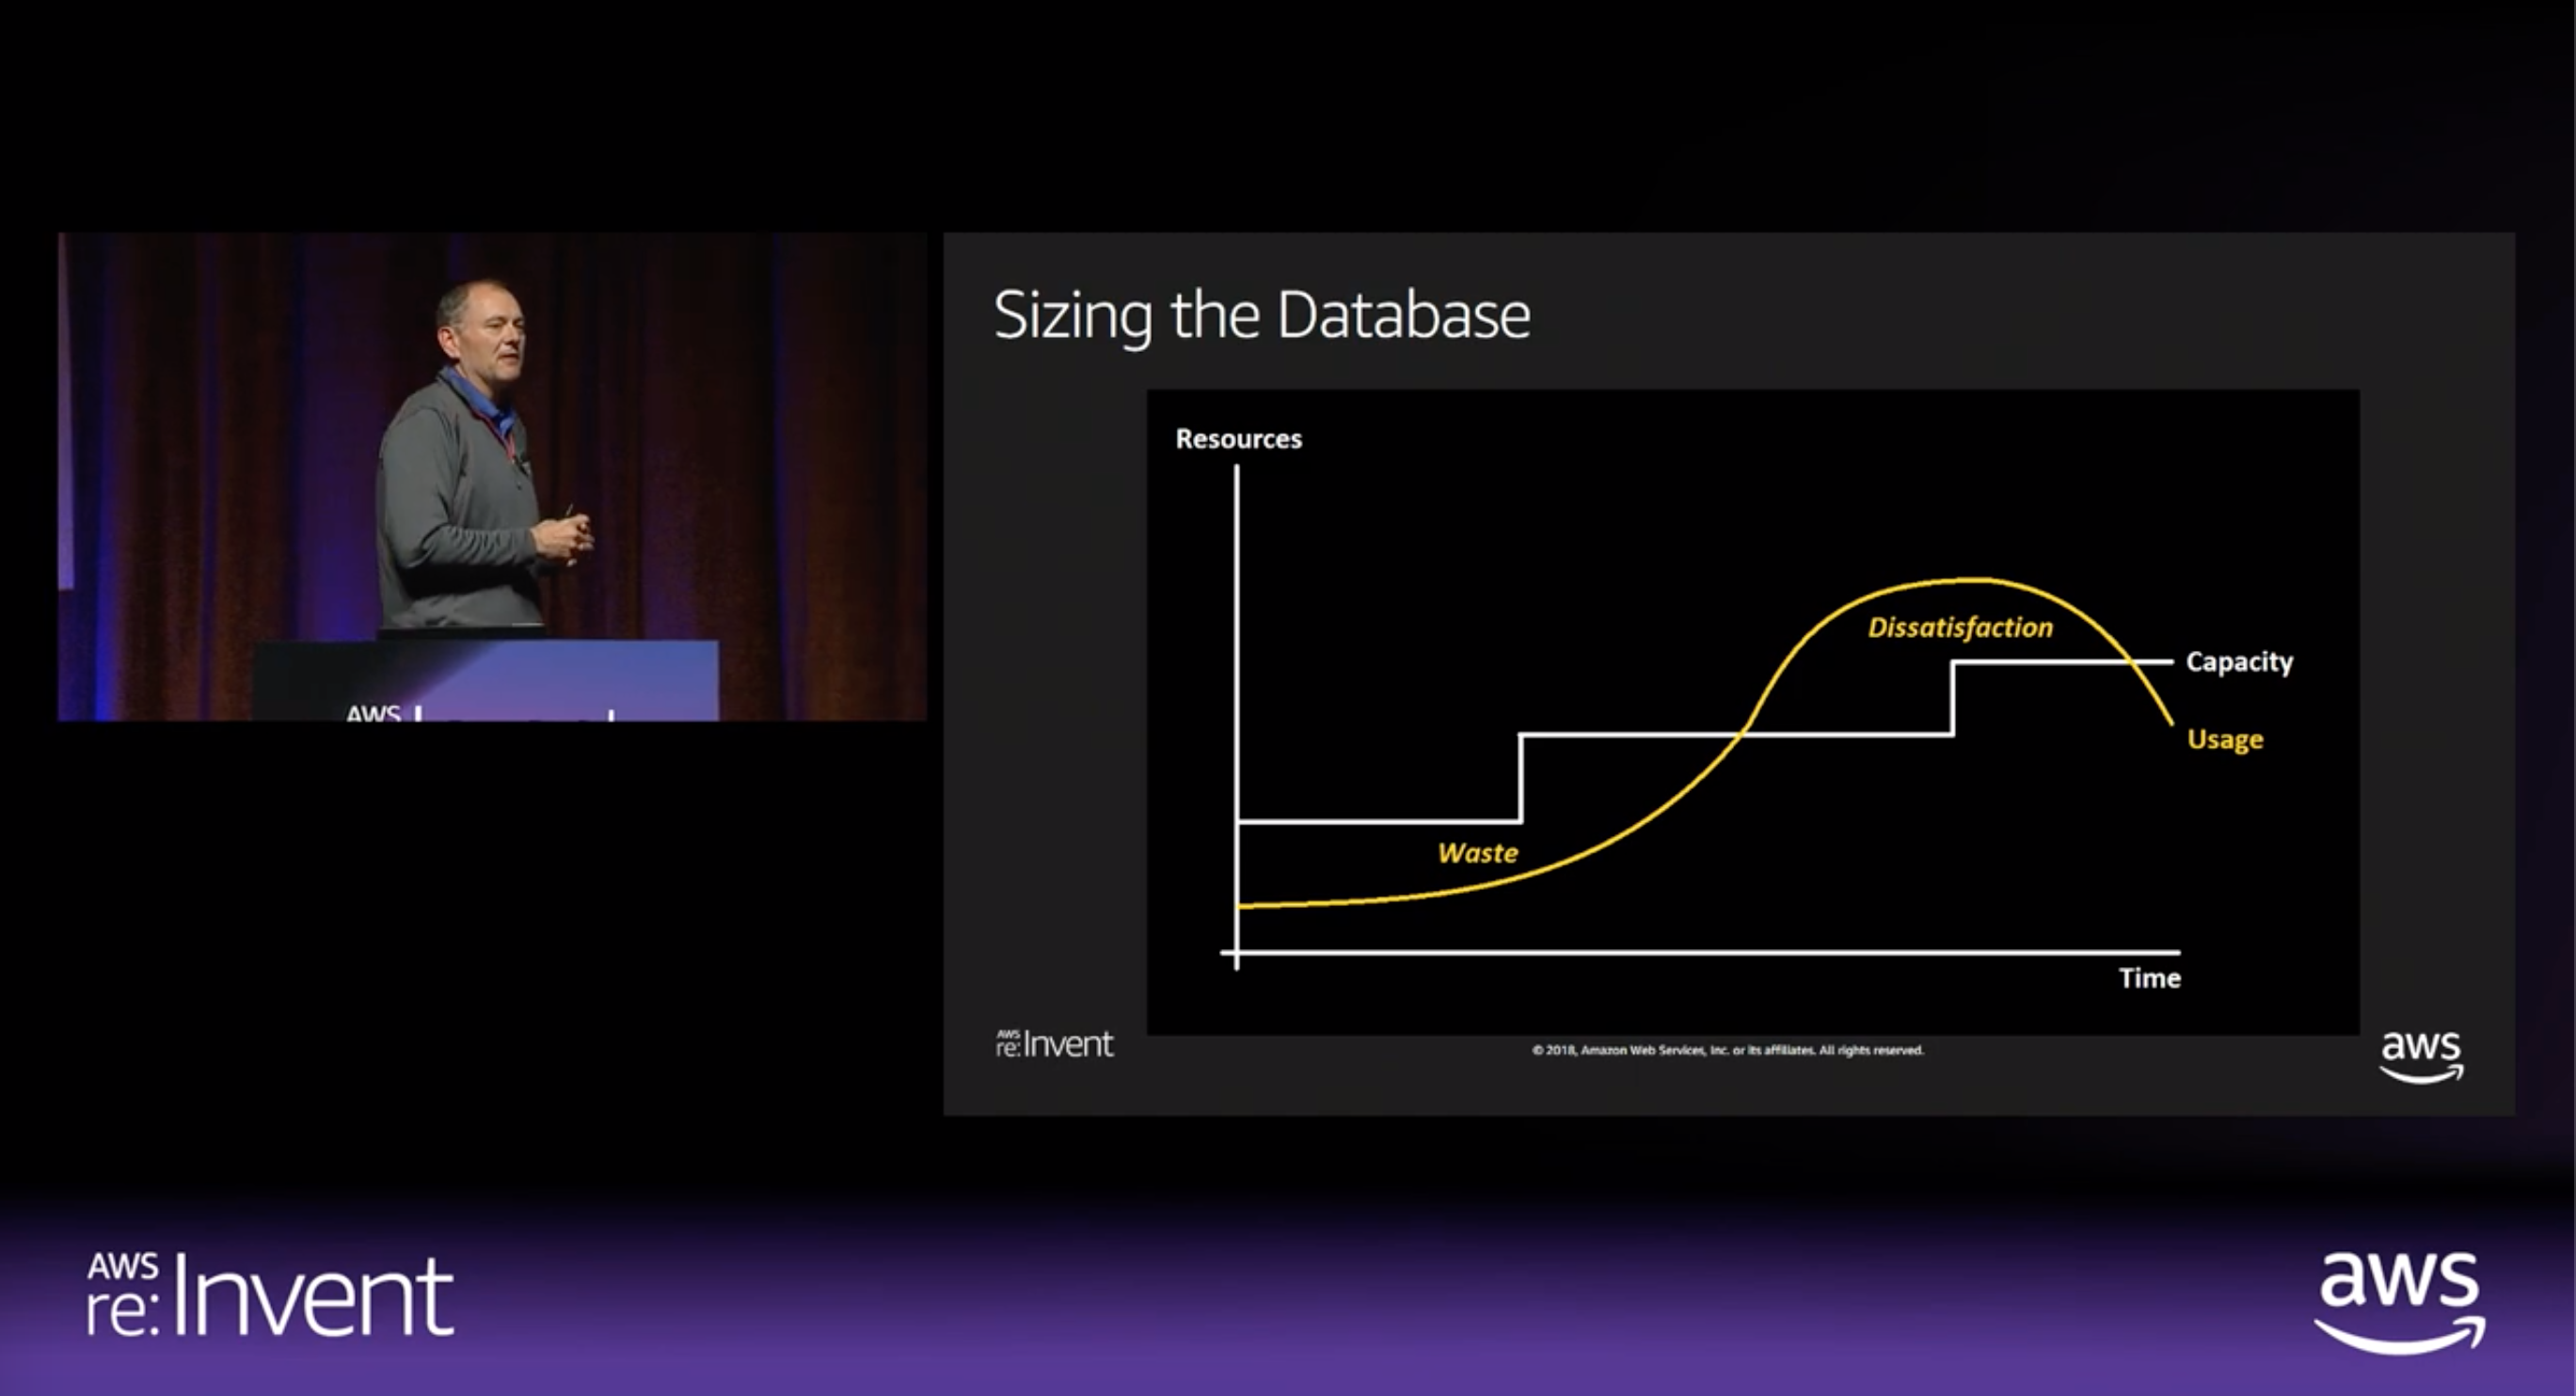 Sizing the Database
Resources
Dissatisfaction
Capacity
Usage
Waste
Time
AWS
re:Invent
© 2018, Amazon Web Services, Inc. or its affiliates. All rights reserved.
aws
AWS
AWS
re:Invent
aws